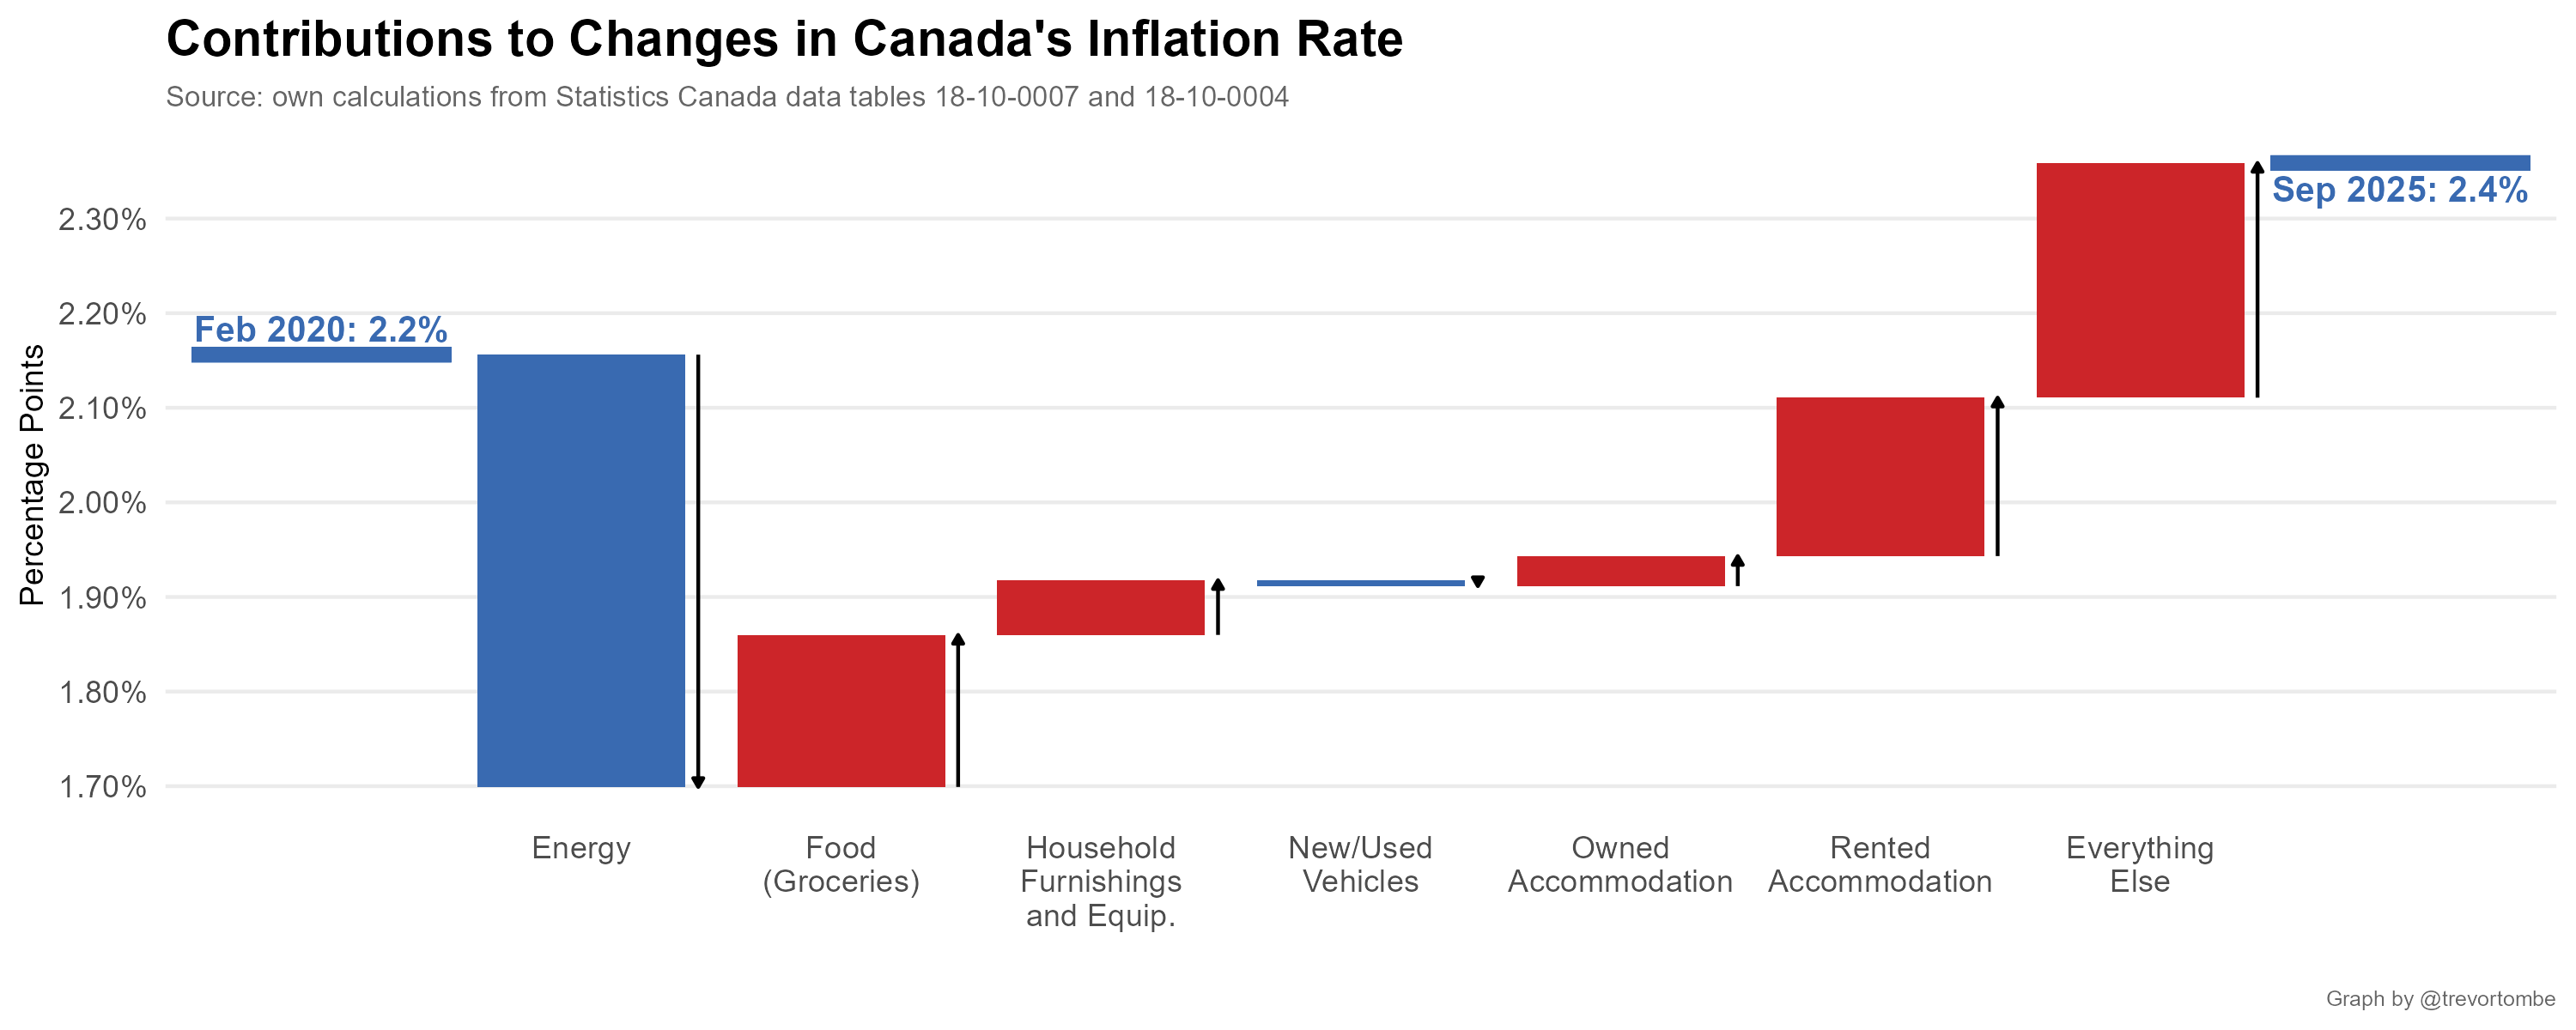 Contributions to Changes in Canada's Inflation Rate
Source: own calculations from Statistics Canada data tables 18-10-0007 and 18-10-0004
Percentage Points
2.30%
2.20%
2.10%
2.00%
1.90%
1.80%
1.70%
Feb 2020: 2.2%
Sep 2025: 2.4%
Energy
Food
(Groceries)
Household
Furnishings
and Equip.
New/Used
Vehicles
Owned
Accommodation
Rented
Accommodation
Everything
Else
Graph by @trevortombe